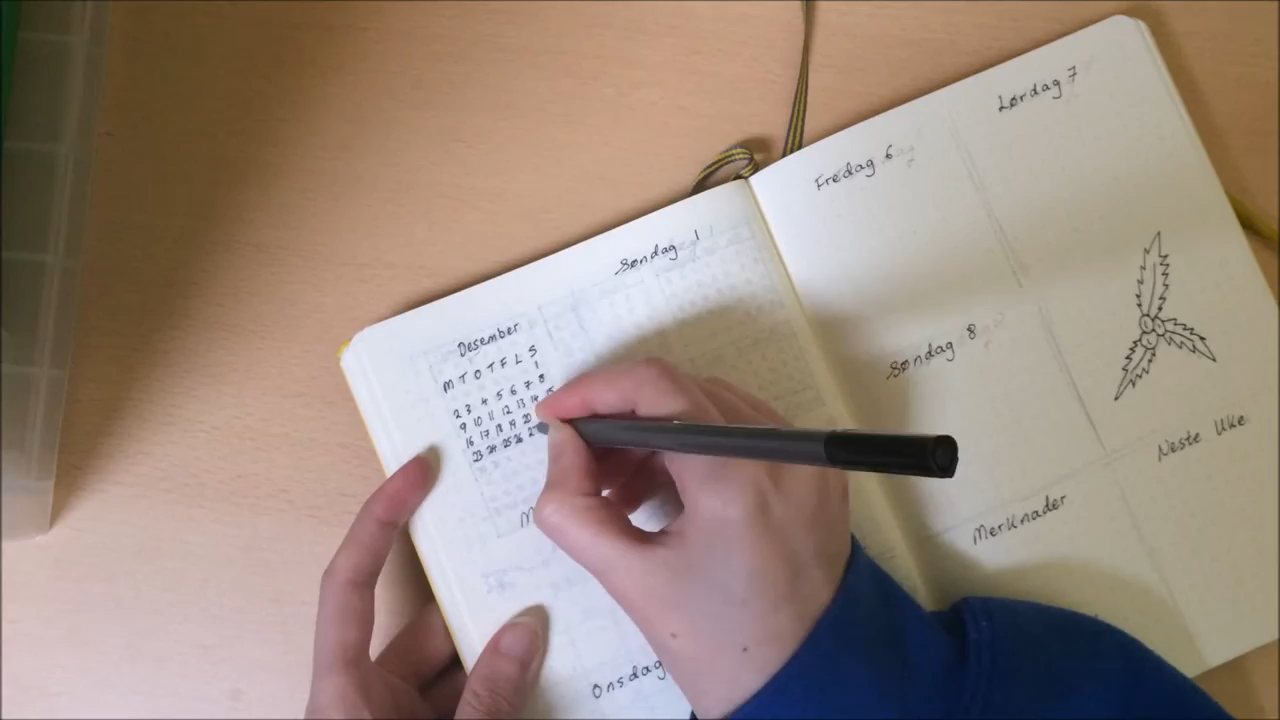 Søndag 1
Desember
M T O T F L S
1
2 3 4 5 6 7 8
9 10 11 12 13 14 15
16 17 18 19 20
23 24 25 26
Onsdag
Fredag 6
Lørdag 7
Søndag 8
Merknader
Neste Uke